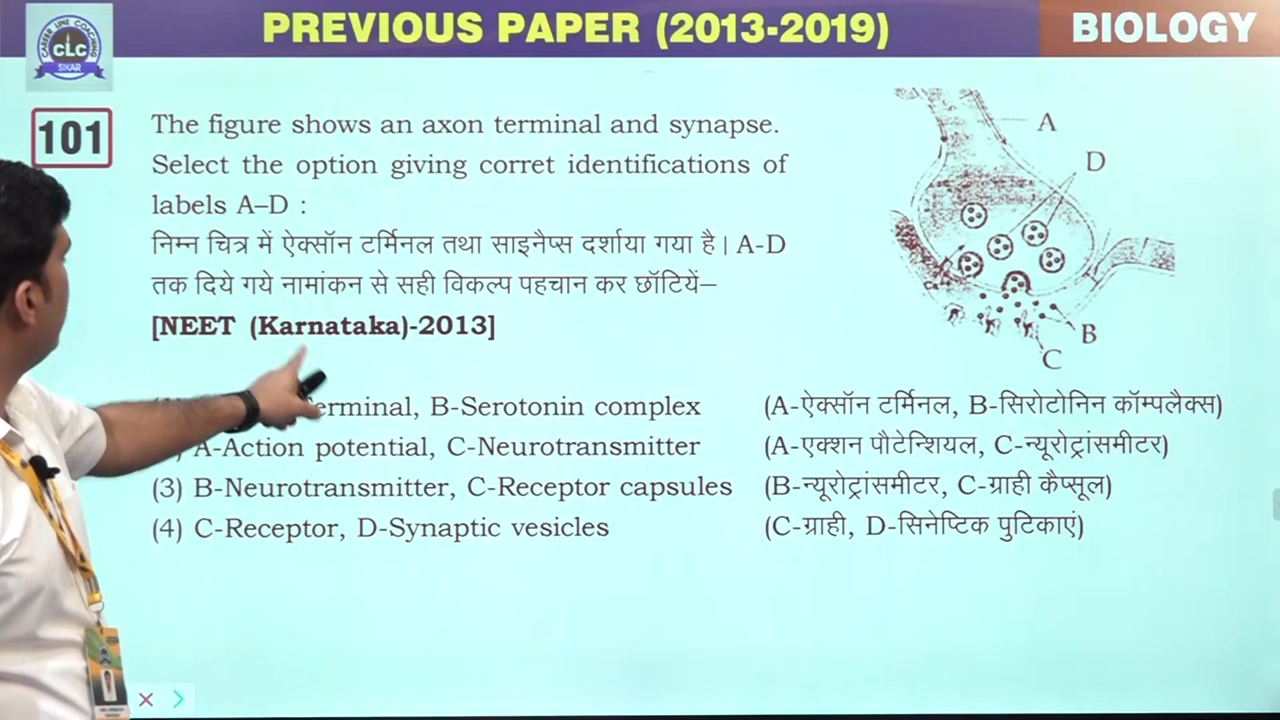 PREVIOUS PAPER (2013-2019)
BIOLOGY
CAREER LINE COACHING
CLC
SIKAR
101
The figure shows an axon terminal and synapse.
Select the option giving corret identifications of
labels A–D :
निम्न चित्र में ऐक्सॉन टर्मिनल तथा साइनैप्स दर्शाया गया है। A-D
तक दिये गये नामांकन से सही विकल्प पहचान कर छॉटियें–
[NEET (Karnataka)-2013]
A
D
B
C
erminal, B-Serotonin complex (A-ऐक्सॉन टर्मिनल, B-सिरोटोनिन कॉम्पलैक्स)
A-Action potential, C-Neurotransmitter (A-एक्शन पौटेन्शियल, C-न्यूरोट्रांसमीटर)
(3) B-Neurotransmitter, C-Receptor capsules (B-न्यूरोट्रांसमीटर, C-ग्राही कैप्सूल)
(4) C-Receptor, D-Synaptic vesicles (C-ग्राही, D-सिनेप्टिक पुटिकाएं)